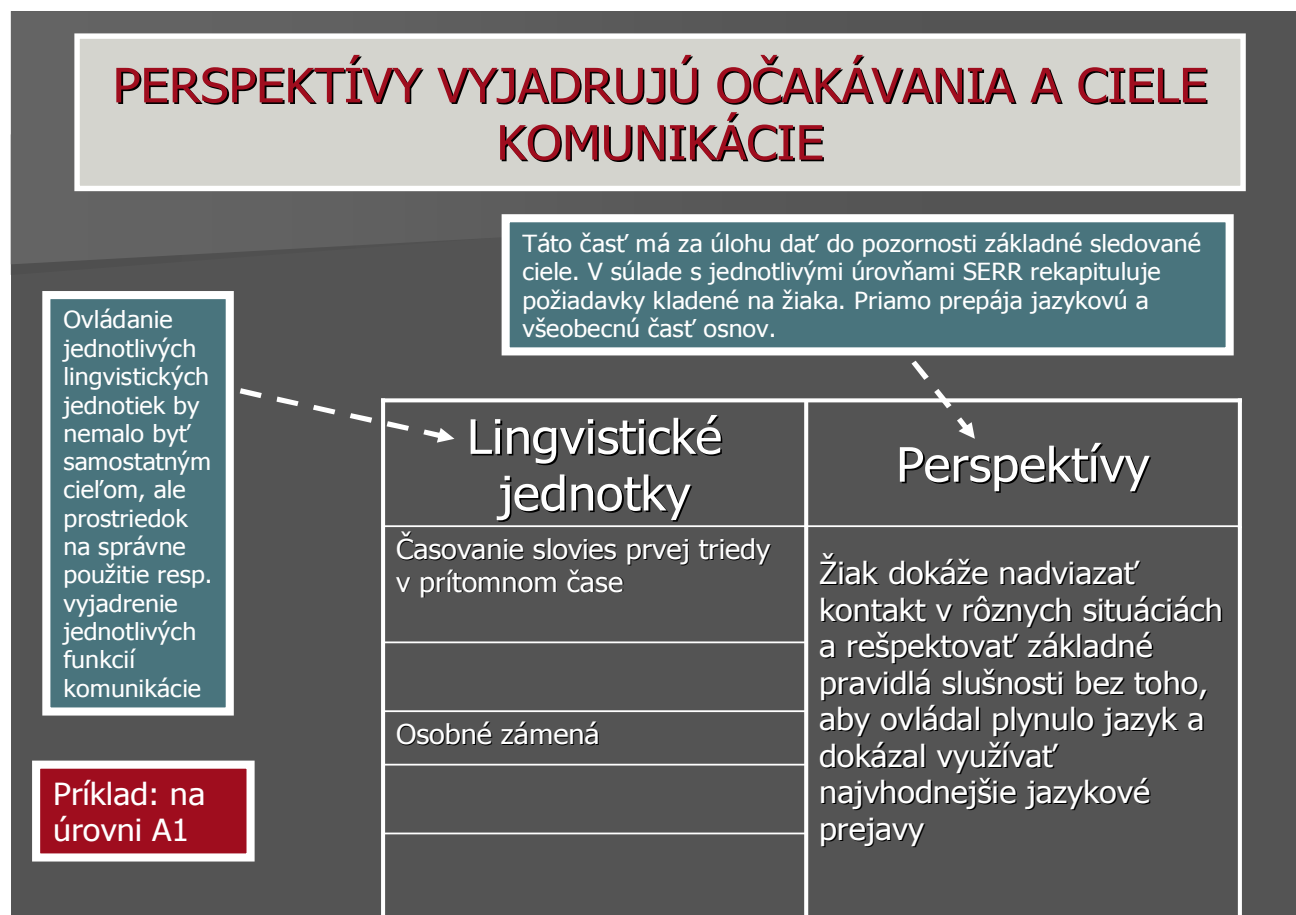 PERSPEKTÍVY VYJADRUJÚ OČAKÁVANIA A CIELE
KOMUNIKÁCIE
Táto časť má za úlohu dať do pozornosti základné sledované
ciele. V súlade s jednotlivými úrovňami SERR rekapituluje
požiadavky kladené na žiaka. Priamo prepája jazykovú a
všeobecnú časť osnov.
Ovládanie
jednotlivých
lingvistických
jednotiek by
nemalo byť
samostatným
cieľom, ale
prostriedok
na správne
použitie resp.
vyjadrenie
jednotlivých
funkcií
komunikácie
Lingvistické
jednotky
Perspektívy
Časovanie slovies prvej triedy
v prítomnom čase
Osobné zámená
Žiak dokáže nadviazať
kontakt v rôznych situáciách
a rešpektovať základné
pravidlá slušnosti bez toho,
aby ovládal plynulo jazyk a
dokázal využívať
najvhodnejšie jazykové
prejavy
Príklad: na
úrovni A1